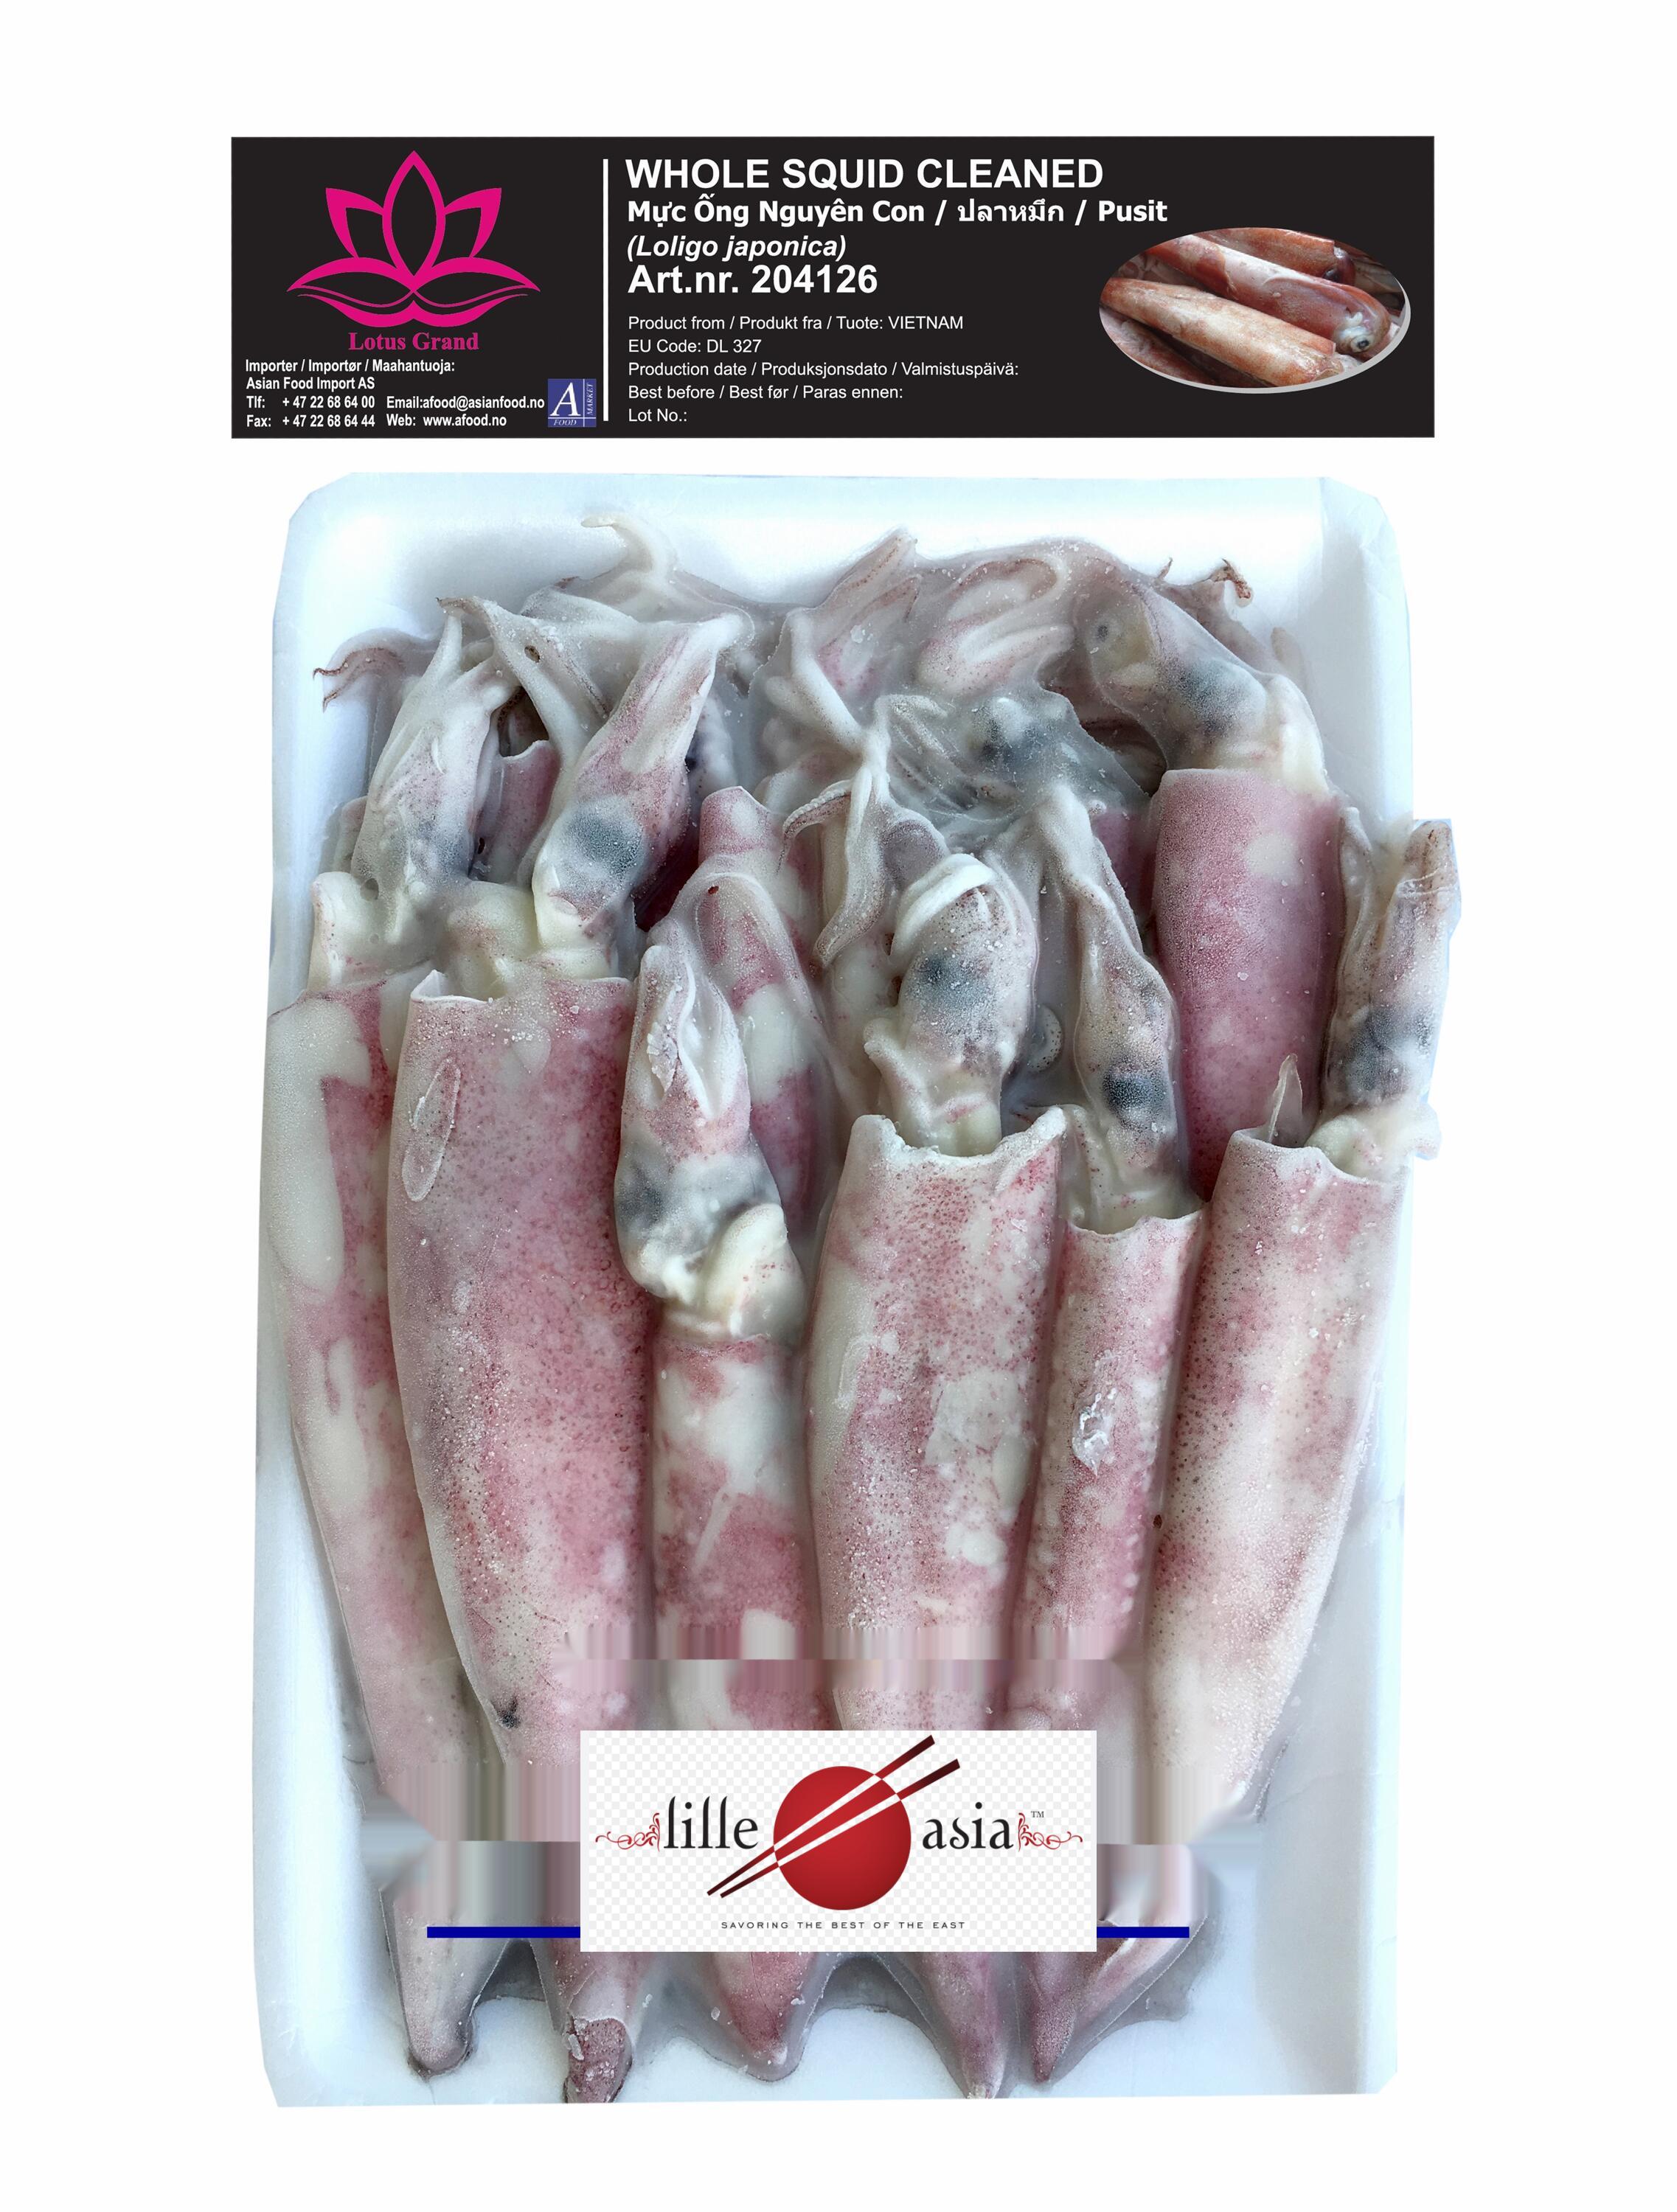 WHOLE SQUID CLEANED
Mực Ống Nguyên Con / ปลาหมึก / Pusit
(Loligo japonica)
Art.nr. 204126
Product from / Produkt fra / Tuote: VIETNAM
EU Code: DL 327
Production date / Produksjonsdato / Valmistuspäivä:
Best before / Best før / Paras ennen:
Lot No.:
Lotus Grand
Importer / Importør / Maahantuoja:
Asian Food Import AS
Tlf: + 47 22 68 64 00 Email:afood@asianfood.no
Fax: + 47 22 68 64 44 Web: www.afood.no
A
FOOD
MARKET
lille asia ™
SAVORING THE BEST OF THE EAST